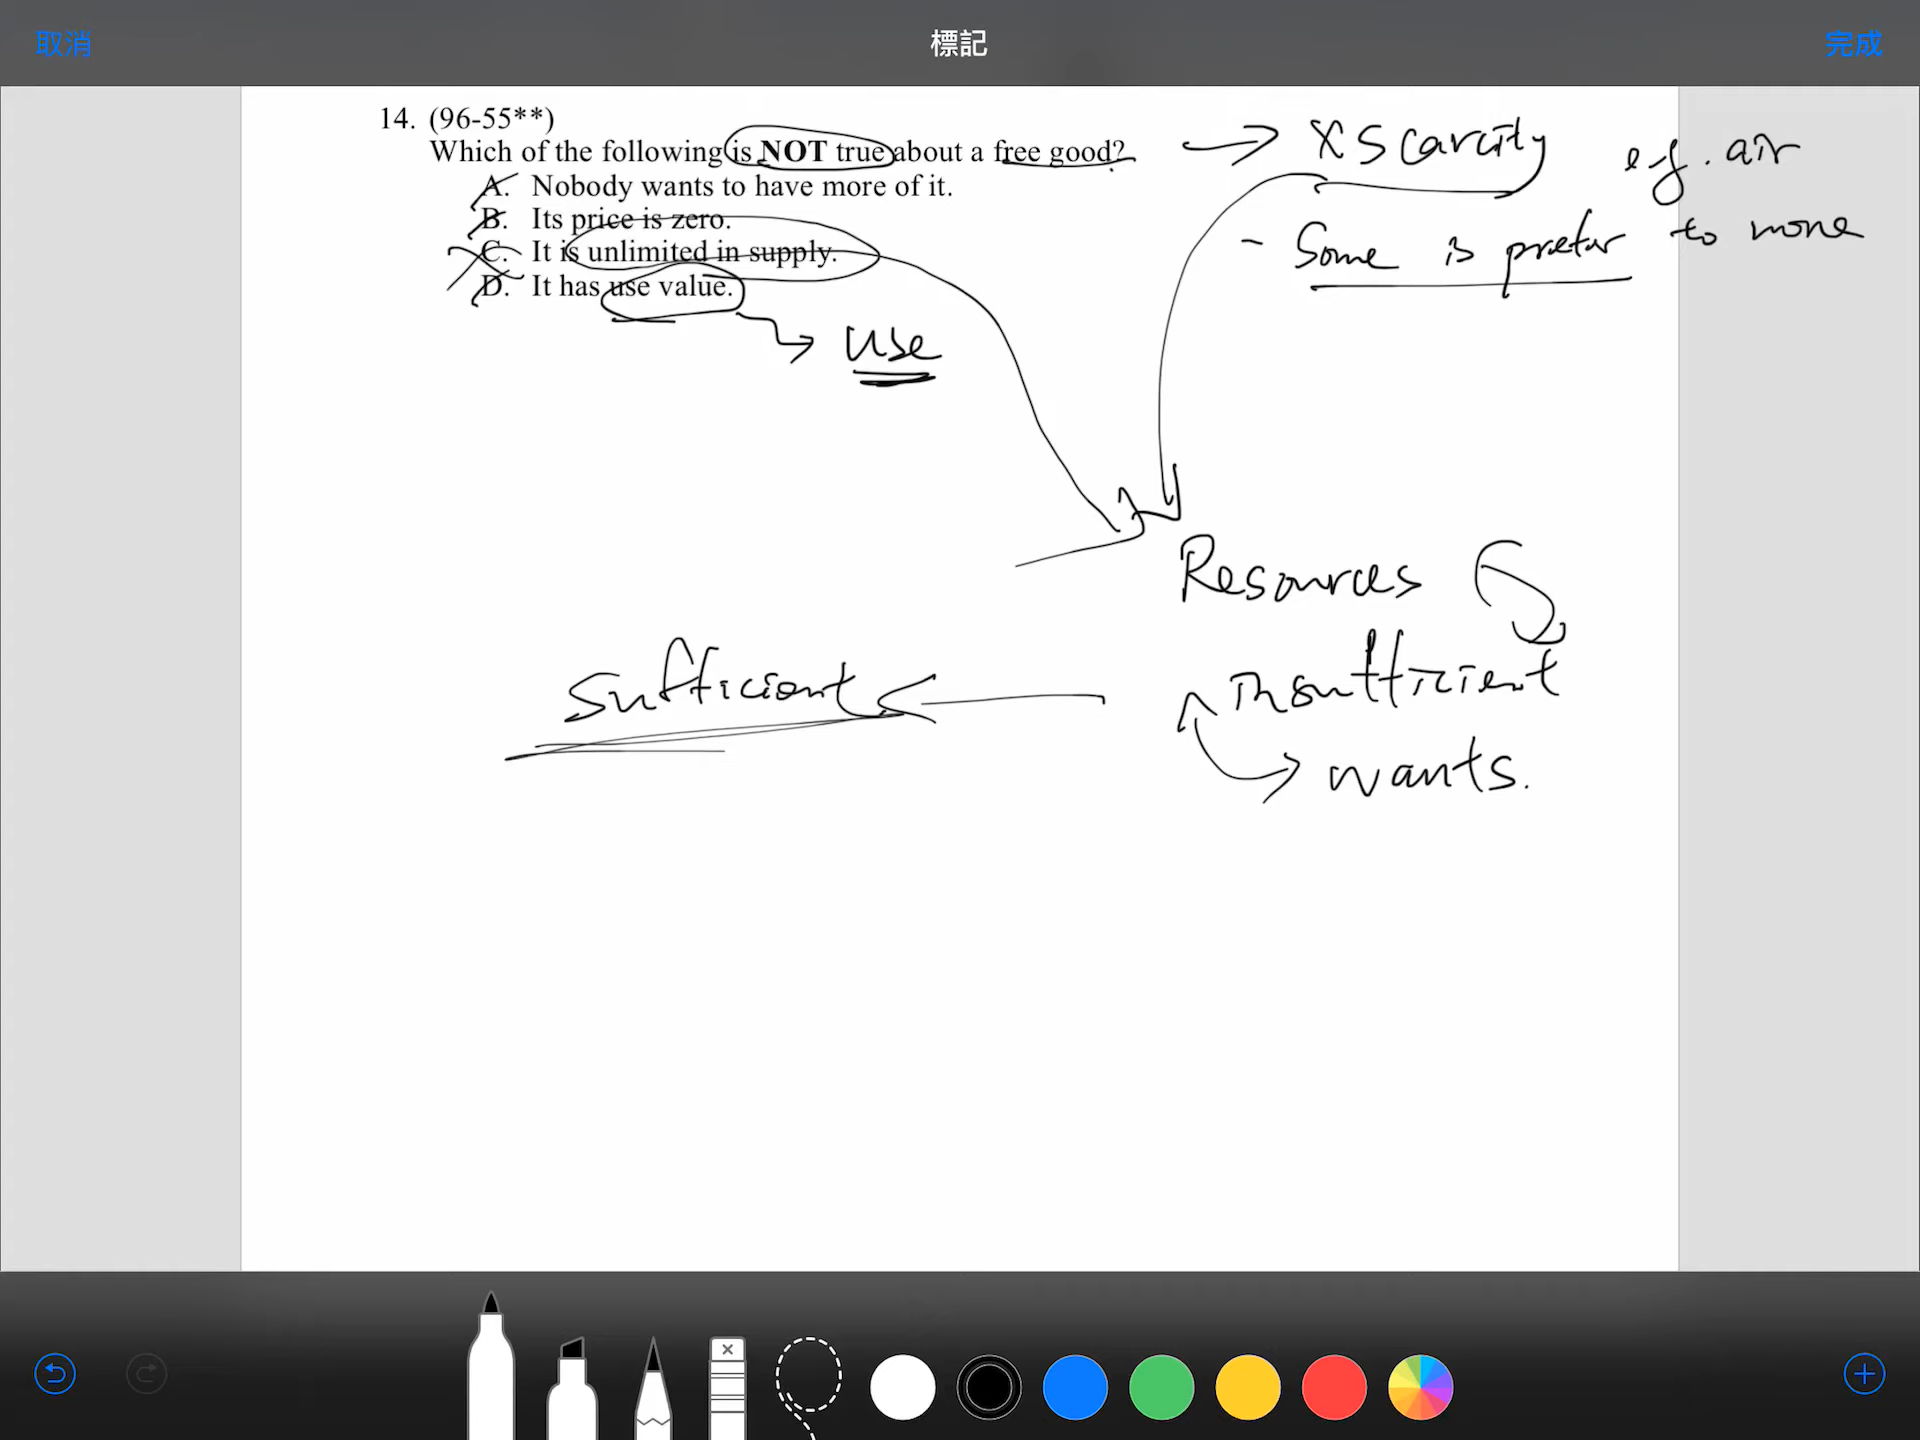 取消
標記
完成
14. (96-55**)
Which of the following is NOT true about a free good?
A. Nobody wants to have more of it.
B. Its price is zero.
C. It is unlimited in supply.
D. It has use value.
→ X Scarcity
e.g. air
- Some is prefer to none
→ use
Resources
insufficient
wants.
sufficient